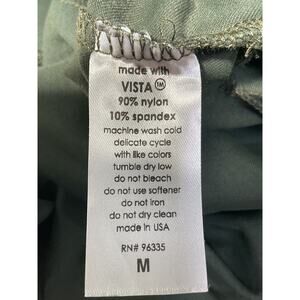 made with
VISTA™
90% nylon
10% spandex
machine wash cold
delicate cycle
with like colors
tumble dry low
do not bleach
do not use softener
do not iron
do not dry clean
made in USA
RN# 96335
M